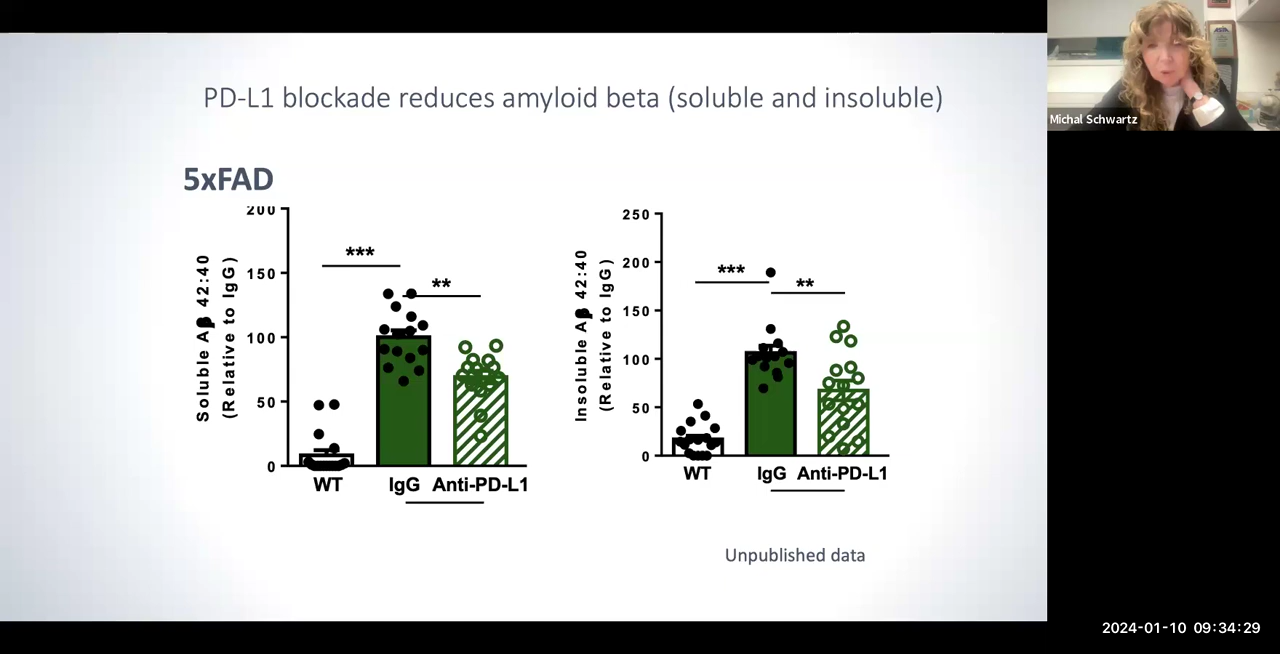 PD-L1 blockade reduces amyloid beta (soluble and insoluble)
Michal Schwartz
5xFAD
Soluble Aβ 42:40
(Relative to IgG)
200
150
100
50
0
***
**
WT IgG Anti-PD-L1
Insoluble Aβ 42:40
(Relative to IgG)
250
200
150
100
50
0
***
**
WT IgG Anti-PD-L1
Unpublished data
2024-01-10 09:34:29